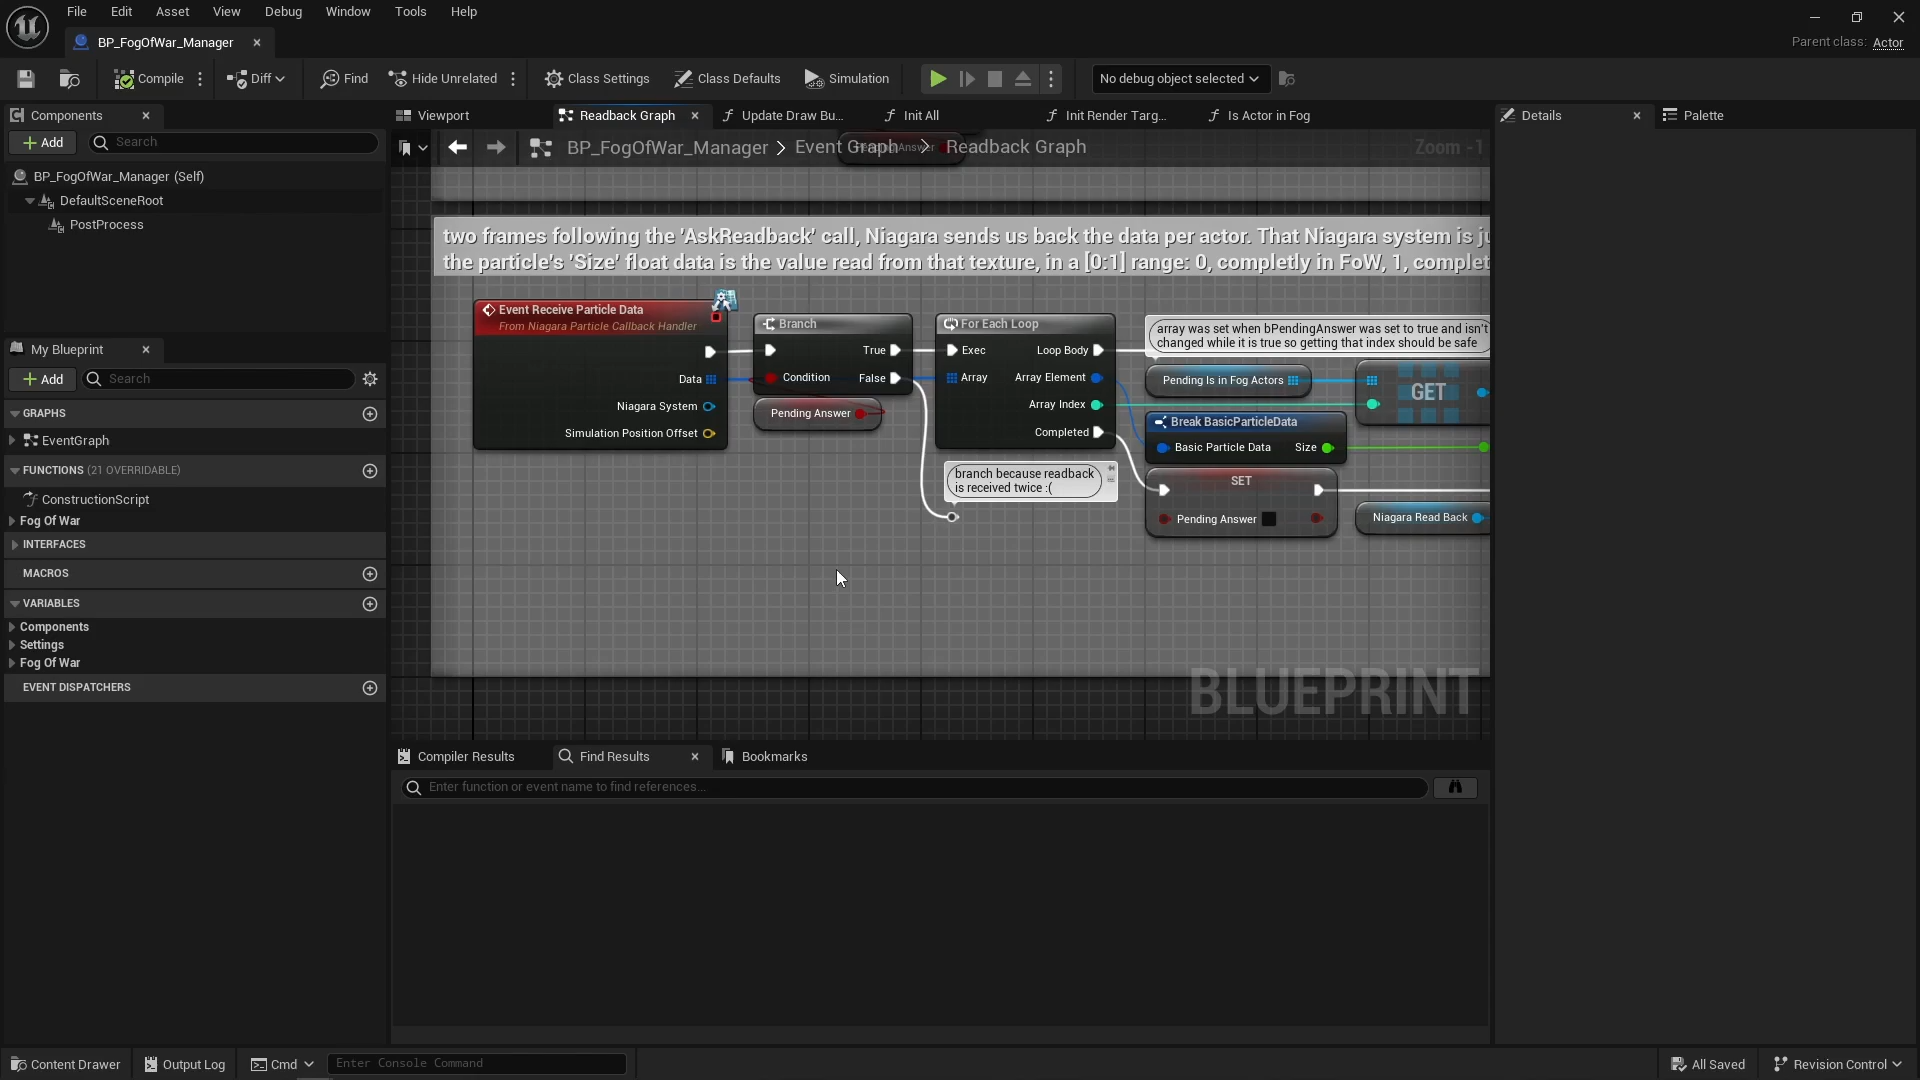 File Edit Asset View Debug Window Tools Help
BP_FogOfWar_Manager
Parent class: Actor
Compile Diff Find Hide Unrelated Class Settings Class Defaults Simulation No debug object selected
Components
Add Search
BP_FogOfWar_Manager (Self)
DefaultSceneRoot
PostProcess
My Blueprint
Add Search
GRAPHS
EventGraph
FUNCTIONS (21 OVERRIDABLE)
ConstructionScript
Fog Of War
INTERFACES
MACROS
VARIABLES
Components
Settings
Fog Of War
EVENT DISPATCHERS
Viewport Readback Graph Update Draw Bu... Init All Init Render Targ... Is Actor in Fog
BP_FogOfWar_Manager > Event Graph > Readback Graph Zoom -1
two frames following the 'AskReadback' call, Niagara sends us back the data per actor. That Niagara system is ju
the particle's 'Size' float data is the value read from that texture, in a [0:1] range: 0, completly in FoW, 1, complet
Event Receive Particle Data
From Niagara Particle Callback Handler
Data
Niagara System
Simulation Position Offset
Branch
True
Condition False
Pending Answer
For Each Loop
Exec Loop Body
Array Array Element
Array Index
Completed
branch because readback
is received twice :(
array was set when bPendingAnswer was set to true and isn't
changed while it is true so getting that index should be safe
Pending Is in Fog Actors
GET
Break BasicParticleData
Basic Particle Data Size
SET
Pending Answer
Niagara Read Back
BLUEPRINT
Compiler Results Find Results Bookmarks
Enter function or event name to find references...
Details Palette
Content Drawer Output Log Cmd Enter Console Command All Saved Revision Control